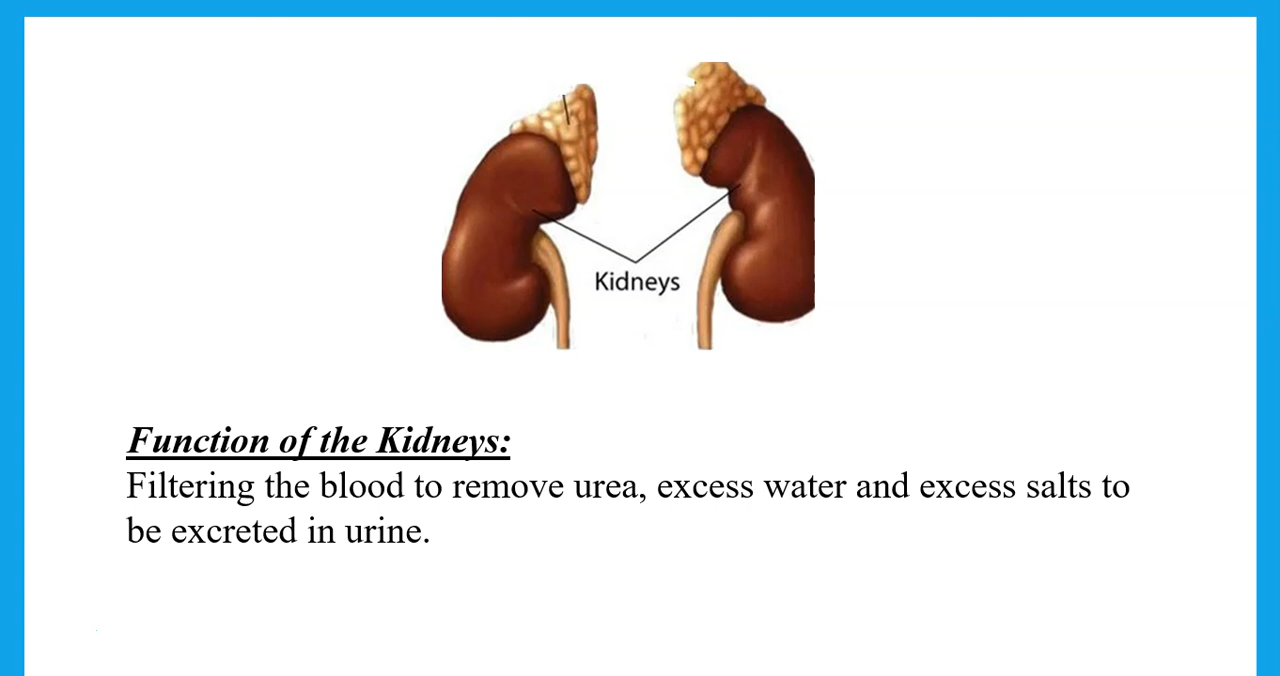 Kidneys
Function of the Kidneys:
Filtering the blood to remove urea, excess water and excess salts to
be excreted in urine.